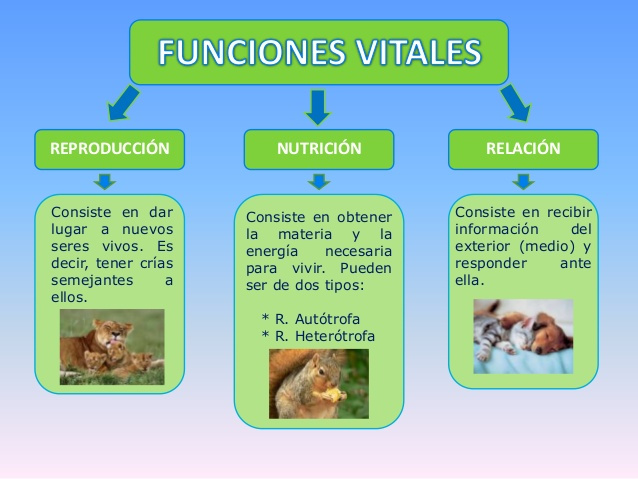 FUNCIONES VITALES
REPRODUCCIÓN
Consiste en dar
lugar a nuevos
seres vivos. Es
decir, tener crías
semejantes a
ellos.
NUTRICIÓN
Consiste en obtener
la materia y la
energía necesaria
para vivir. Pueden
ser de dos tipos:
* R. Autótrofa
* R. Heterótrofa
RELACIÓN
Consiste en recibir
información del
exterior (medio) y
responder ante
ella.